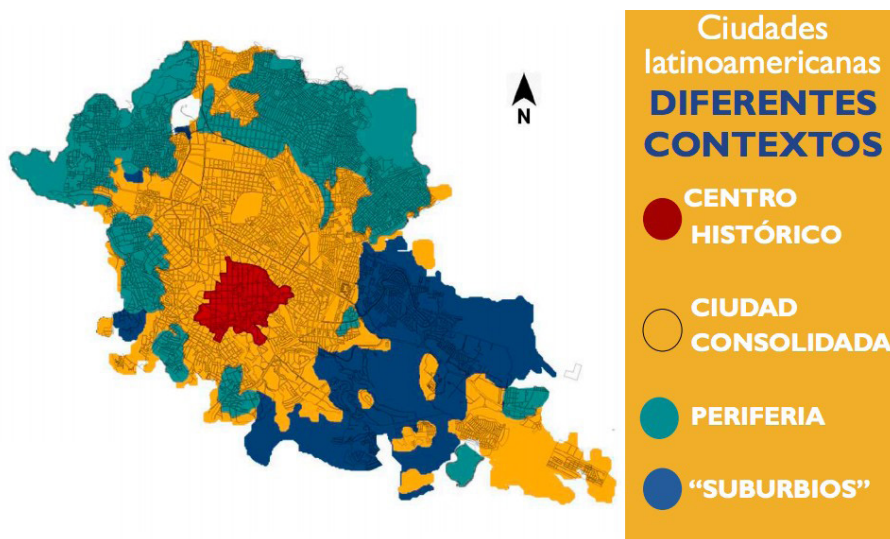 N
Ciudades
latinoamericanas
DIFERENTES
CONTEXTOS
CENTRO
HISTÓRICO
CIUDAD
CONSOLIDADA
PERIFERIA
“SUBURBIOS”